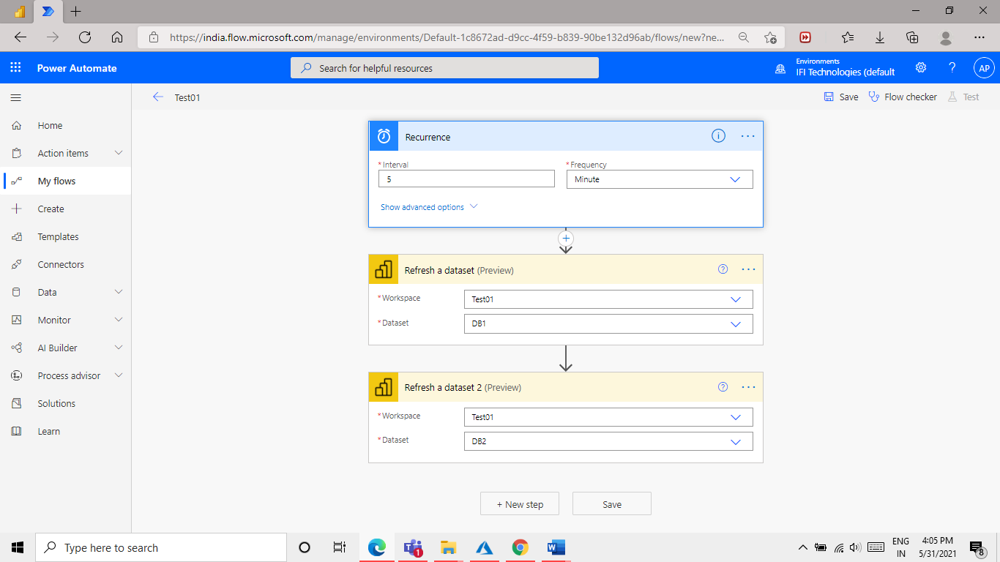 https://india.flow.microsoft.com/manage/environments/Default-1c8672ad-d9cc-4f59-b839-90be132d96ab/flows/new?ne...
Power Automate
Search for helpful resources
Environments
IFI Technologies (default
?
AP
Test01
Save
Flow checker
Test
Home
Action items
My flows
Create
Templates
Connectors
Data
Monitor
AI Builder
Process advisor
Solutions
Learn
Recurrence
* Interval
* Frequency
5
Minute
Show advanced options
Refresh a dataset (Preview)
* Workspace
Test01
* Dataset
DB1
Refresh a dataset 2 (Preview)
* Workspace
Test01
* Dataset
DB2
+ New step
Save
Type here to search
1
ENG
IN
4:05 PM
5/31/2021
8